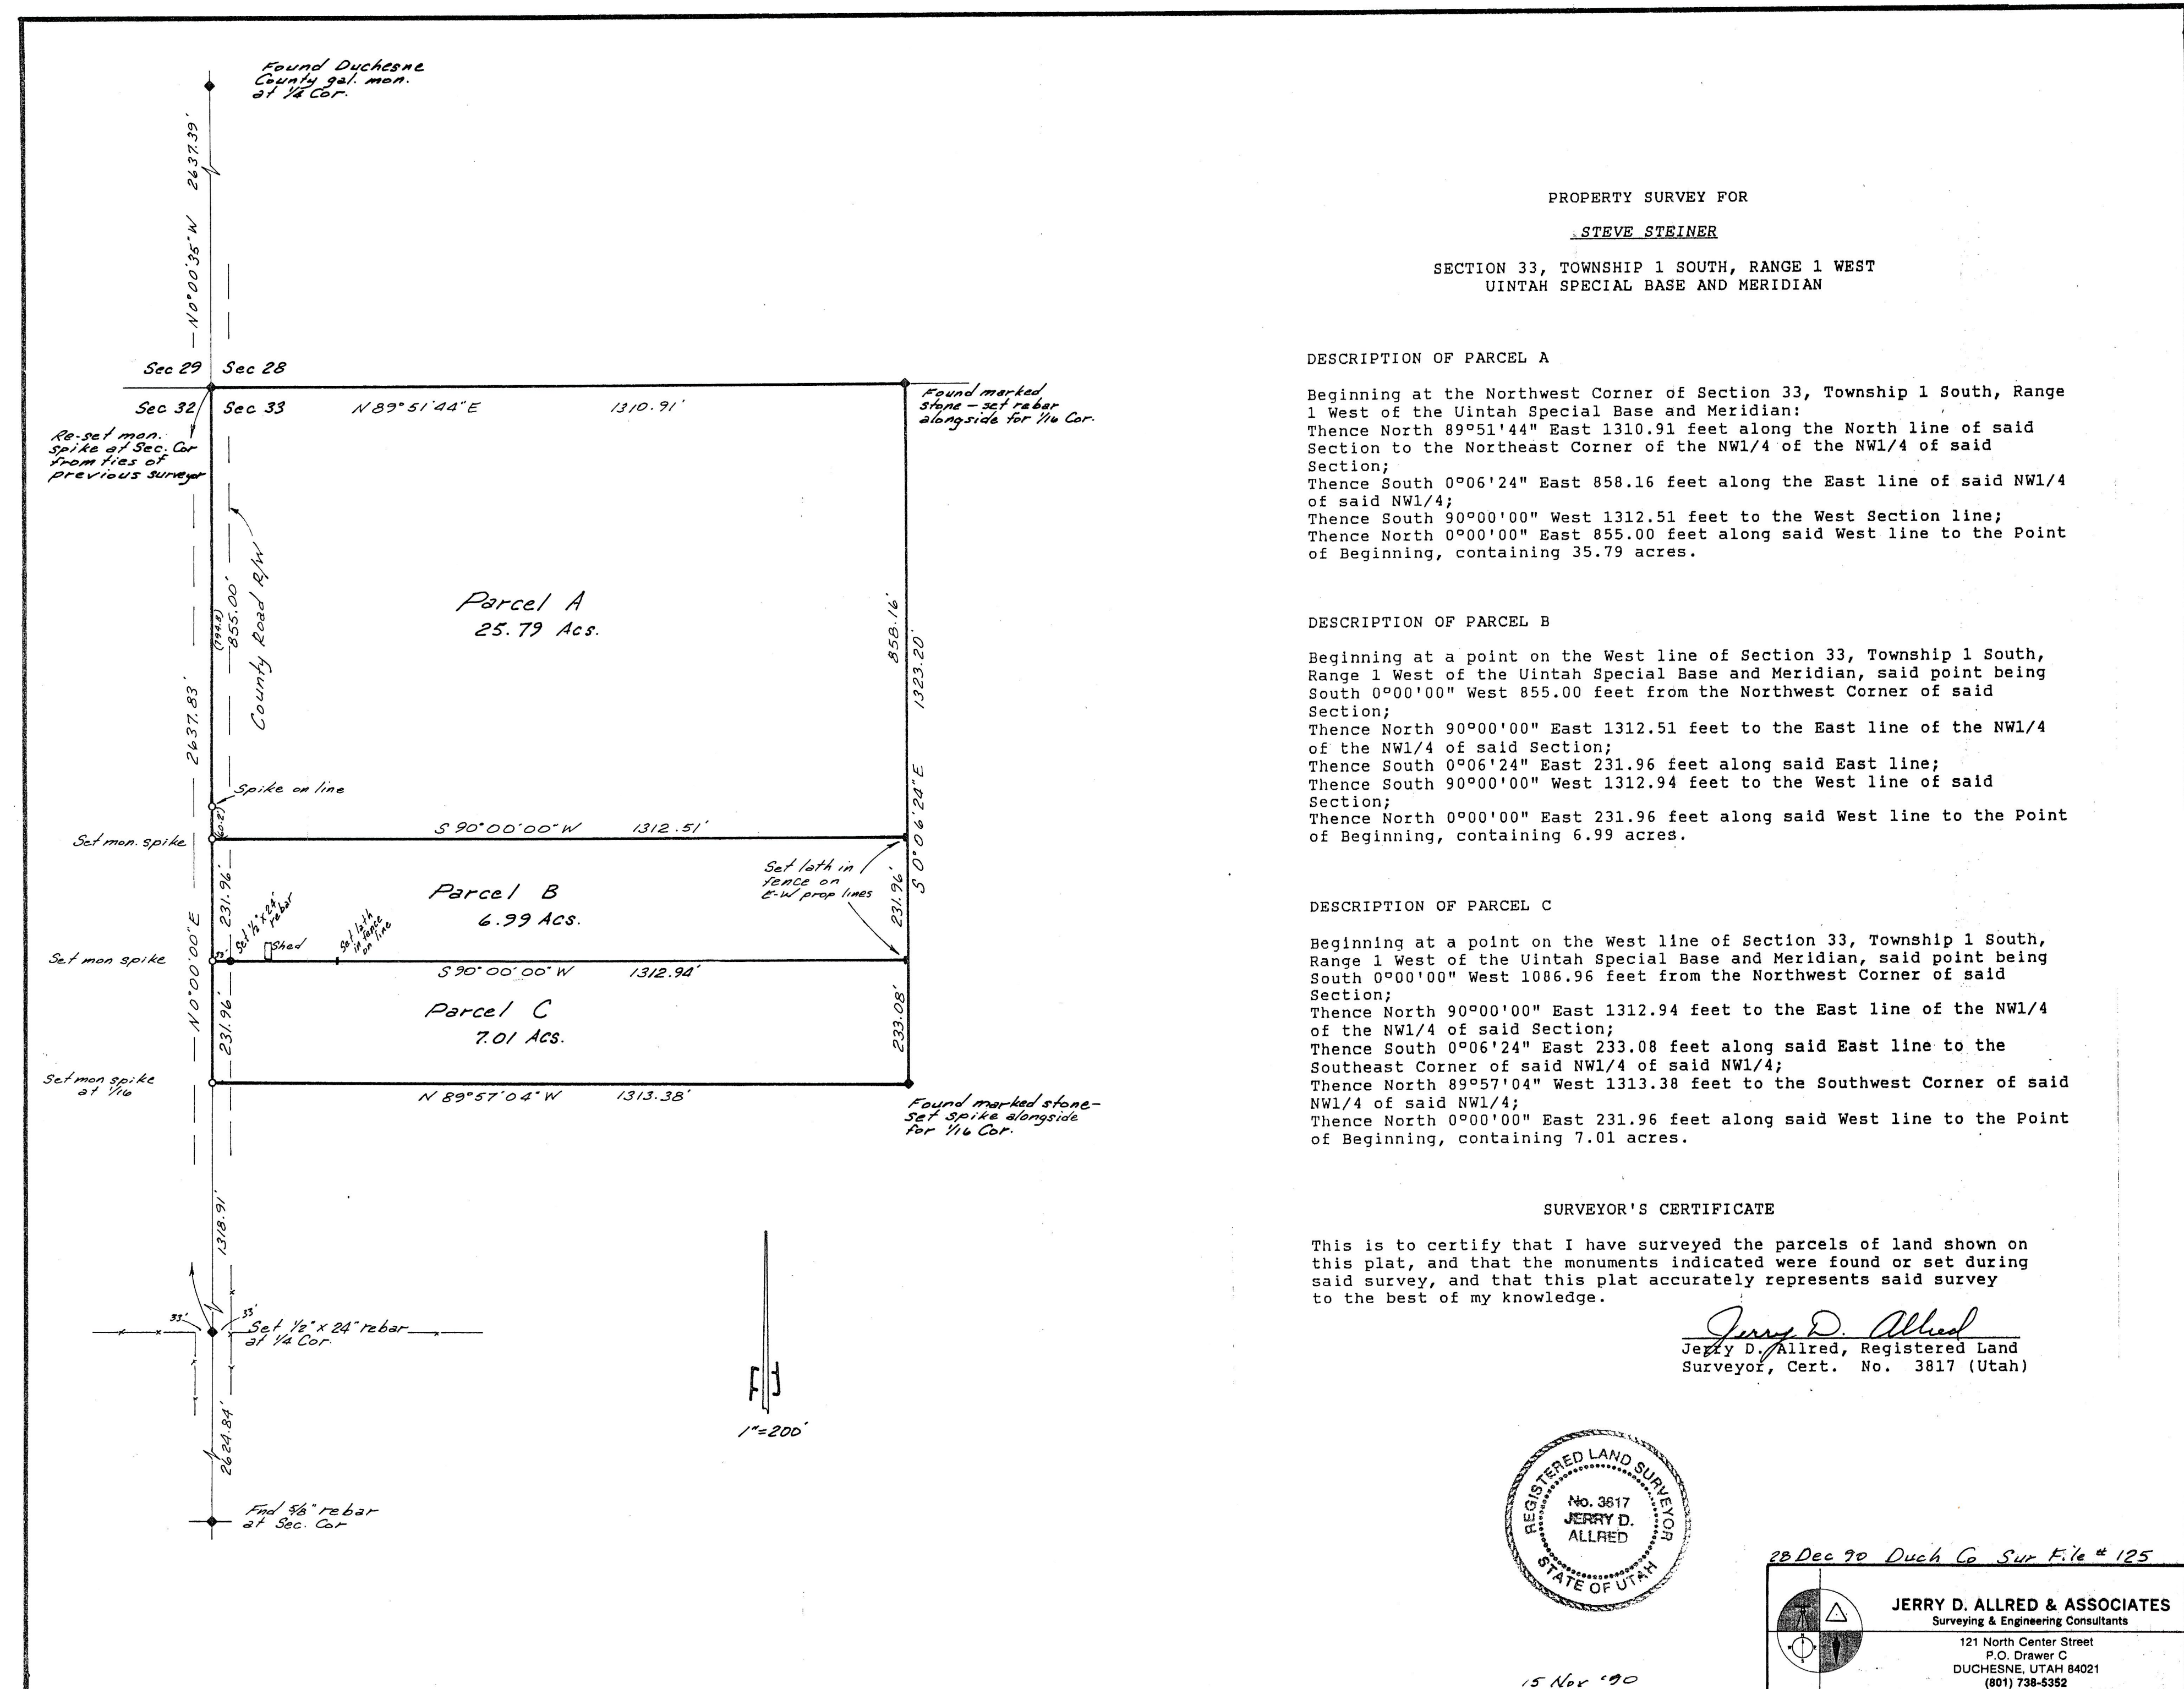 Found Duchesne
County gal. mon.
at 1/4 Cor.
N0°00'35"W 2637.39'
Sec 29 Sec 28
Sec 32 Sec 33
N 89°51'44"E 1310.91'
Found marked
stone - set rebar
alongside for 1/16 Cor.
Re-set mon.
spike at Sec. Cor
from ties of
previous surveyor
(794.8)
855.00'
County Road R/W
Parcel A
25.79 Acs.
858.16'
1323.20'
S 0°06'24"E
N0°00'00"E 2637.83'
Spike on line
(60.2')
Set mon. spike
S 90°00'00"W 1312.51'
Set lath in
fence on
E-W prop lines
231.96'
Parcel B
6.99 Acs.
231.96'
Set 1/2" x 24"
rebar
Shed
Set lath
in fence
on line
Set mon spike
33'
S 90°00'00"W 1312.94'
231.96'
Parcel C
7.01 Acs.
233.08'
Set mon spike
at 1/16
N 89°57'04"W 1313.38'
Found marked stone-
Set spike alongside
for 1/16 Cor.
1318.91'
33' 33'
Set 1/2" x 24" rebar
at 1/4 Cor.
2624.84'
Fnd 5/8" rebar
at Sec. Cor
1"=200'
PROPERTY SURVEY FOR
STEVE STEINER
SECTION 33, TOWNSHIP 1 SOUTH, RANGE 1 WEST
UINTAH SPECIAL BASE AND MERIDIAN
DESCRIPTION OF PARCEL A
Beginning at the Northwest Corner of Section 33, Township 1 South, Range
1 West of the Uintah Special Base and Meridian:
Thence North 89°51'44" East 1310.91 feet along the North line of said
Section to the Northeast Corner of the NW1/4 of the NW1/4 of said
Section;
Thence South 0°06'24" East 858.16 feet along the East line of said NW1/4
of said NW1/4;
Thence South 90°00'00" West 1312.51 feet to the West Section line;
Thence North 0°00'00" East 855.00 feet along said West line to the Point
of Beginning, containing 35.79 acres.
DESCRIPTION OF PARCEL B
Beginning at a point on the West line of Section 33, Township 1 South,
Range 1 West of the Uintah Special Base and Meridian, said point being
South 0°00'00" West 855.00 feet from the Northwest Corner of said
Section;
Thence North 90°00'00" East 1312.51 feet to the East line of the NW1/4
of the NW1/4 of said Section;
Thence South 0°06'24" East 231.96 feet along said East line;
Thence South 90°00'00" West 1312.94 feet to the West line of said
Section;
Thence North 0°00'00" East 231.96 feet along said West line to the Point
of Beginning, containing 6.99 acres.
DESCRIPTION OF PARCEL C
Beginning at a point on the West line of Section 33, Township 1 South,
Range 1 West of the Uintah Special Base and Meridian, said point being
South 0°00'00" West 1086.96 feet from the Northwest Corner of said
Section;
Thence North 90°00'00" East 1312.94 feet to the East line of the NW1/4
of the NW1/4 of said Section;
Thence South 0°06'24" East 233.08 feet along said East line to the
Southeast Corner of said NW1/4 of said NW1/4;
Thence North 89°57'04" West 1313.38 feet to the Southwest Corner of said
NW1/4 of said NW1/4;
Thence North 0°00'00" East 231.96 feet along said West line to the Point
of Beginning, containing 7.01 acres.
SURVEYOR'S CERTIFICATE
This is to certify that I have surveyed the parcels of land shown on
this plat, and that the monuments indicated were found or set during
said survey, and that this plat accurately represents said survey
to the best of my knowledge.
Jerry D. Allred
Jerry D. Allred, Registered Land
Surveyor, Cert. No. 3817 (Utah)
REGISTERED LAND SURVEYOR
No. 3817
JERRY D.
ALLRED
STATE OF UTAH
28 Dec 90 Duch Co Sur File # 125
JERRY D. ALLRED & ASSOCIATES
Surveying & Engineering Consultants
121 North Center Street
P.O. Drawer C
DUCHESNE, UTAH 84021
(801) 738-5352
15 Nov '90